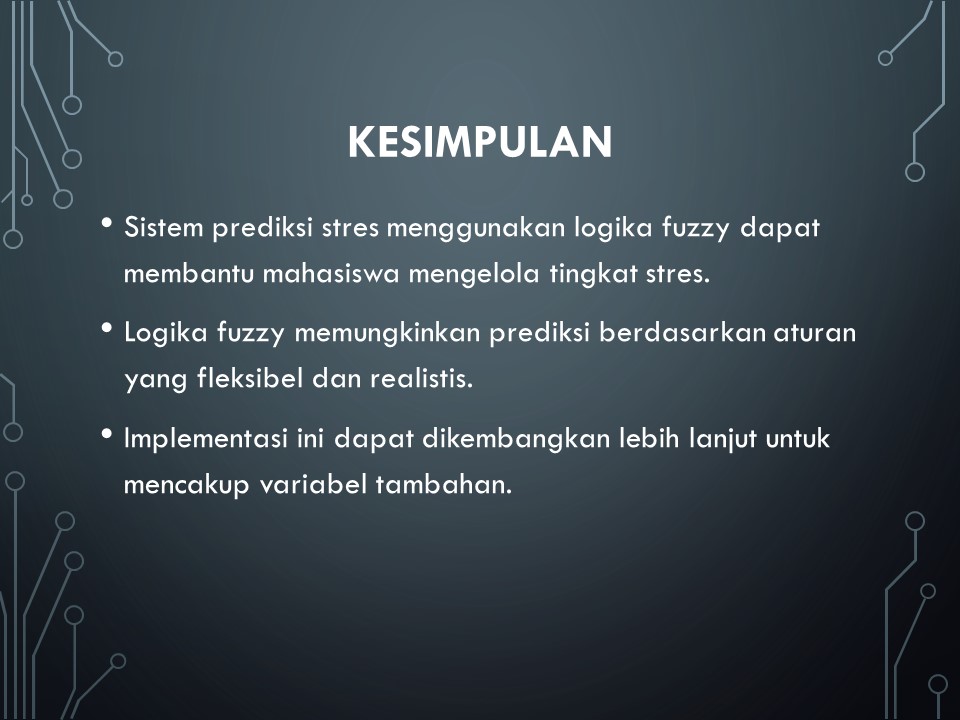 KESIMPULAN
• Sistem prediksi stres menggunakan logika fuzzy dapat
membantu mahasiswa mengelola tingkat stres.
• Logika fuzzy memungkinkan prediksi berdasarkan aturan
yang fleksibel dan realistis.
• Implementasi ini dapat dikembangkan lebih lanjut untuk
mencakup variabel tambahan.